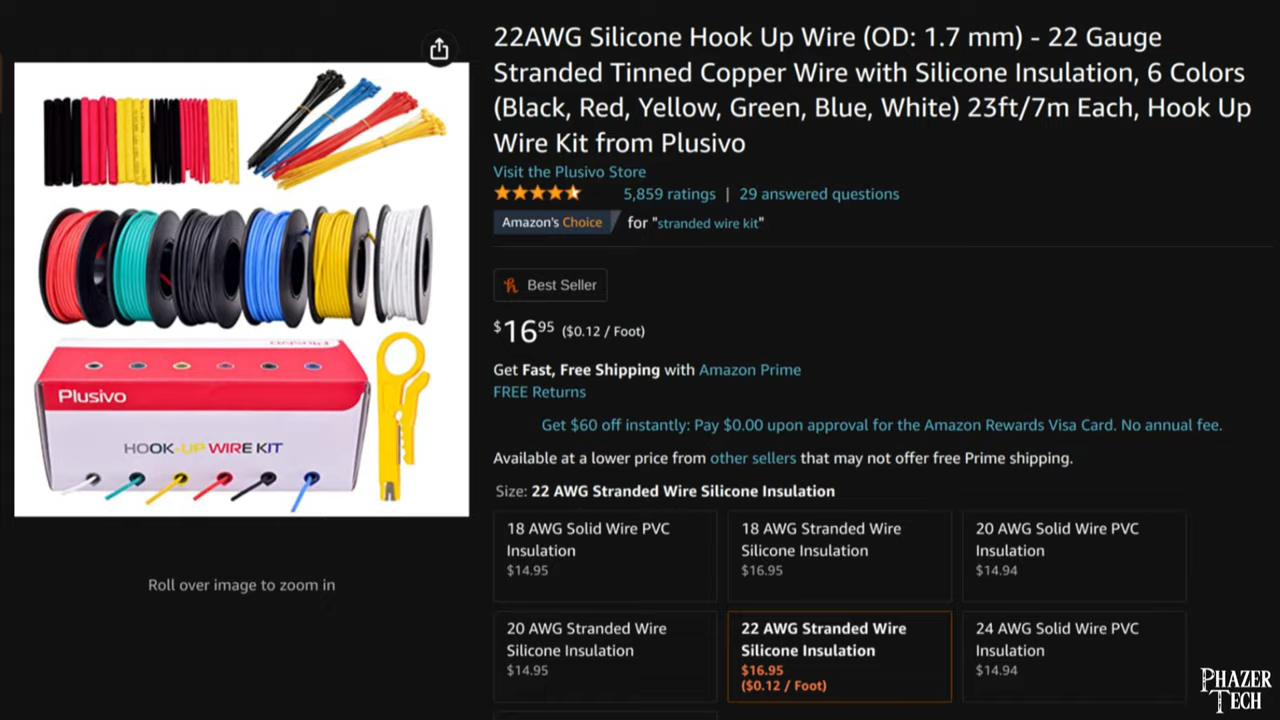 22AWG Silicone Hook Up Wire (OD: 1.7 mm) - 22 Gauge
Stranded Tinned Copper Wire with Silicone Insulation, 6 Colors
(Black, Red, Yellow, Green, Blue, White) 23ft/7m Each, Hook Up
Wire Kit from Plusivo
Visit the Plusivo Store
5,859 ratings | 29 answered questions
Amazon's Choice for "stranded wire kit"
Best Seller
$1695 ($0.12 / Foot)
Get Fast, Free Shipping with Amazon Prime
FREE Returns
Get $60 off instantly: Pay $0.00 upon approval for the Amazon Rewards Visa Card. No annual fee.
Available at a lower price from other sellers that may not offer free Prime shipping.
Size: 22 AWG Stranded Wire Silicone Insulation
18 AWG Solid Wire PVC
Insulation
$14.95
18 AWG Stranded Wire
Silicone Insulation
$16.95
20 AWG Solid Wire PVC
Insulation
$14.94
20 AWG Stranded Wire
Silicone Insulation
$14.95
22 AWG Stranded Wire
Silicone Insulation
$16.95
($0.12 / Foot)
24 AWG Solid Wire PVC
Insulation
$14.94
Plusivo
Plusivo
HOOK-UP WIRE KIT
Roll over image to zoom in
PHAZER
TECH